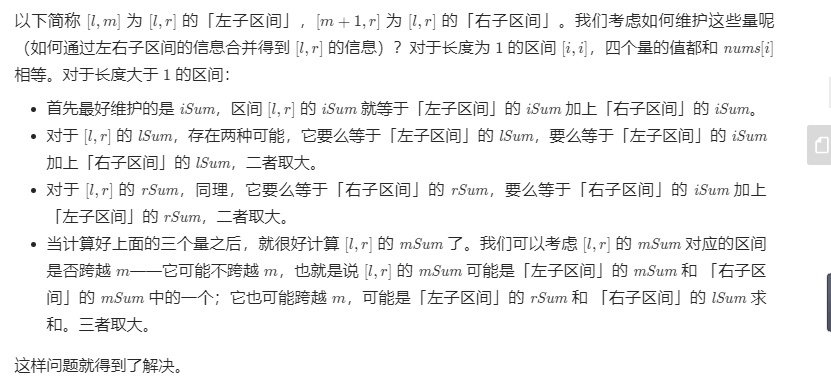 以下简称 [l, m] 为 [l, r] 的「左子区间」，[m + 1, r] 为 [l, r] 的「右子区间」。我们考虑如何维护这些量呢
（如何通过左右子区间的信息合并得到 [l, r] 的信息）？对于长度为 1 的区间 [i, i]，四个量的值都和 nums[i]
相等。对于长度大于 1 的区间：
• 首先最好维护的是 iSum，区间 [l, r] 的 iSum 就等于「左子区间」的 iSum 加上「右子区间」的 iSum。
• 对于 [l, r] 的 lSum，存在两种可能，它要么等于「左子区间」的 lSum，要么等于「左子区间」的 iSum
加上「右子区间」的 lSum，二者取大。
• 对于 [l, r] 的 rSum，同理，它要么等于「右子区间」的 rSum，要么等于「右子区间」的 iSum 加上
「左子区间」的 rSum，二者取大。
• 当计算好上面的三个量之后，就很好计算 [l, r] 的 mSum 了。我们可以考虑 [l, r] 的 mSum 对应的区间
是否跨越 m——它可能不跨越 m，也就是说 [l, r] 的 mSum 可能是「左子区间」的 mSum 和 「右子区
间」的 mSum 中的一个；它也可能跨越 m，可能是「左子区间」的 rSum 和 「右子区间」的 lSum 求
和。三者取大。
这样问题就得到了解决。